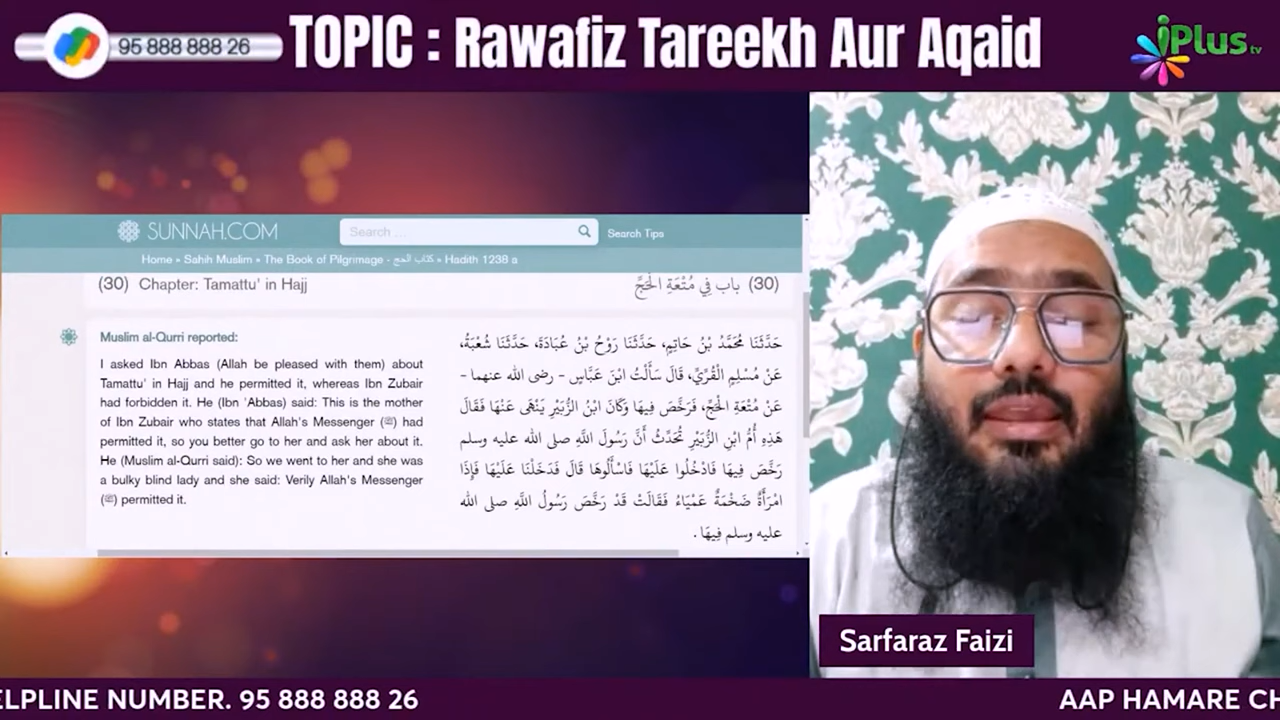 95 888 888 26
TOPIC : Rawafiz Tareekh Aur Aqaid
iPlus tv
SUNNAH.COM
Search ...
Search Tips
Home » Sahih Muslim » The Book of Pilgrimage - كتاب الحج » Hadith 1238 a
(30) Chapter: Tamattu' in Hajj
(30) باب فِي مُتْعَةِ الْحَجِّ
Muslim al-Qurri reported:
I asked Ibn Abbas (Allah be pleased with them) about
Tamattu' in Hajj and he permitted it, whereas Ibn Zubair
had forbidden it. He (Ibn 'Abbas) said: This is the mother
of Ibn Zubair who states that Allah's Messenger (ﷺ) had
permitted it, so you better go to her and ask her about it.
He (Muslim al-Qurri said): So we went to her and she was
a bulky blind lady and she said: Verily Allah's Messenger
(ﷺ) permitted it.
حَدَّثَنَا مُحَمَّدُ بْنُ حَاتِمٍ، حَدَّثَنَا رَوْحُ بْنُ عُبَادَةَ، حَدَّثَنَا شُعْبَةُ،
عَنْ مُسْلِمٍ الْقُرِّيِّ، قَالَ سَأَلْتُ ابْنَ عَبَّاسٍ - رضى الله عنهما -
عَنْ مُتْعَةِ الْحَجِّ، فَرَخَّصَ فِيهَا وَكَانَ ابْنُ الزُّبَيْرِ يَنْهَى عَنْهَا فَقَالَ
هَذِهِ أُمُّ ابْنِ الزُّبَيْرِ تُحَدِّثُ أَنَّ رَسُولَ اللَّهِ صلى الله عليه وسلم
رَخَّصَ فِيهَا فَادْخُلُوا عَلَيْهَا فَاسْأَلُوهَا قَالَ فَدَخَلْنَا عَلَيْهَا فَإِذَا
امْرَأَةٌ ضَخْمَةٌ عَمْيَاءُ فَقَالَتْ قَدْ رَخَّصَ رَسُولُ اللَّهِ صلى الله
عليه وسلم فِيهَا .
Sarfaraz Faizi
ELPLINE NUMBER. 95 888 888 26
AAP HAMARE CH